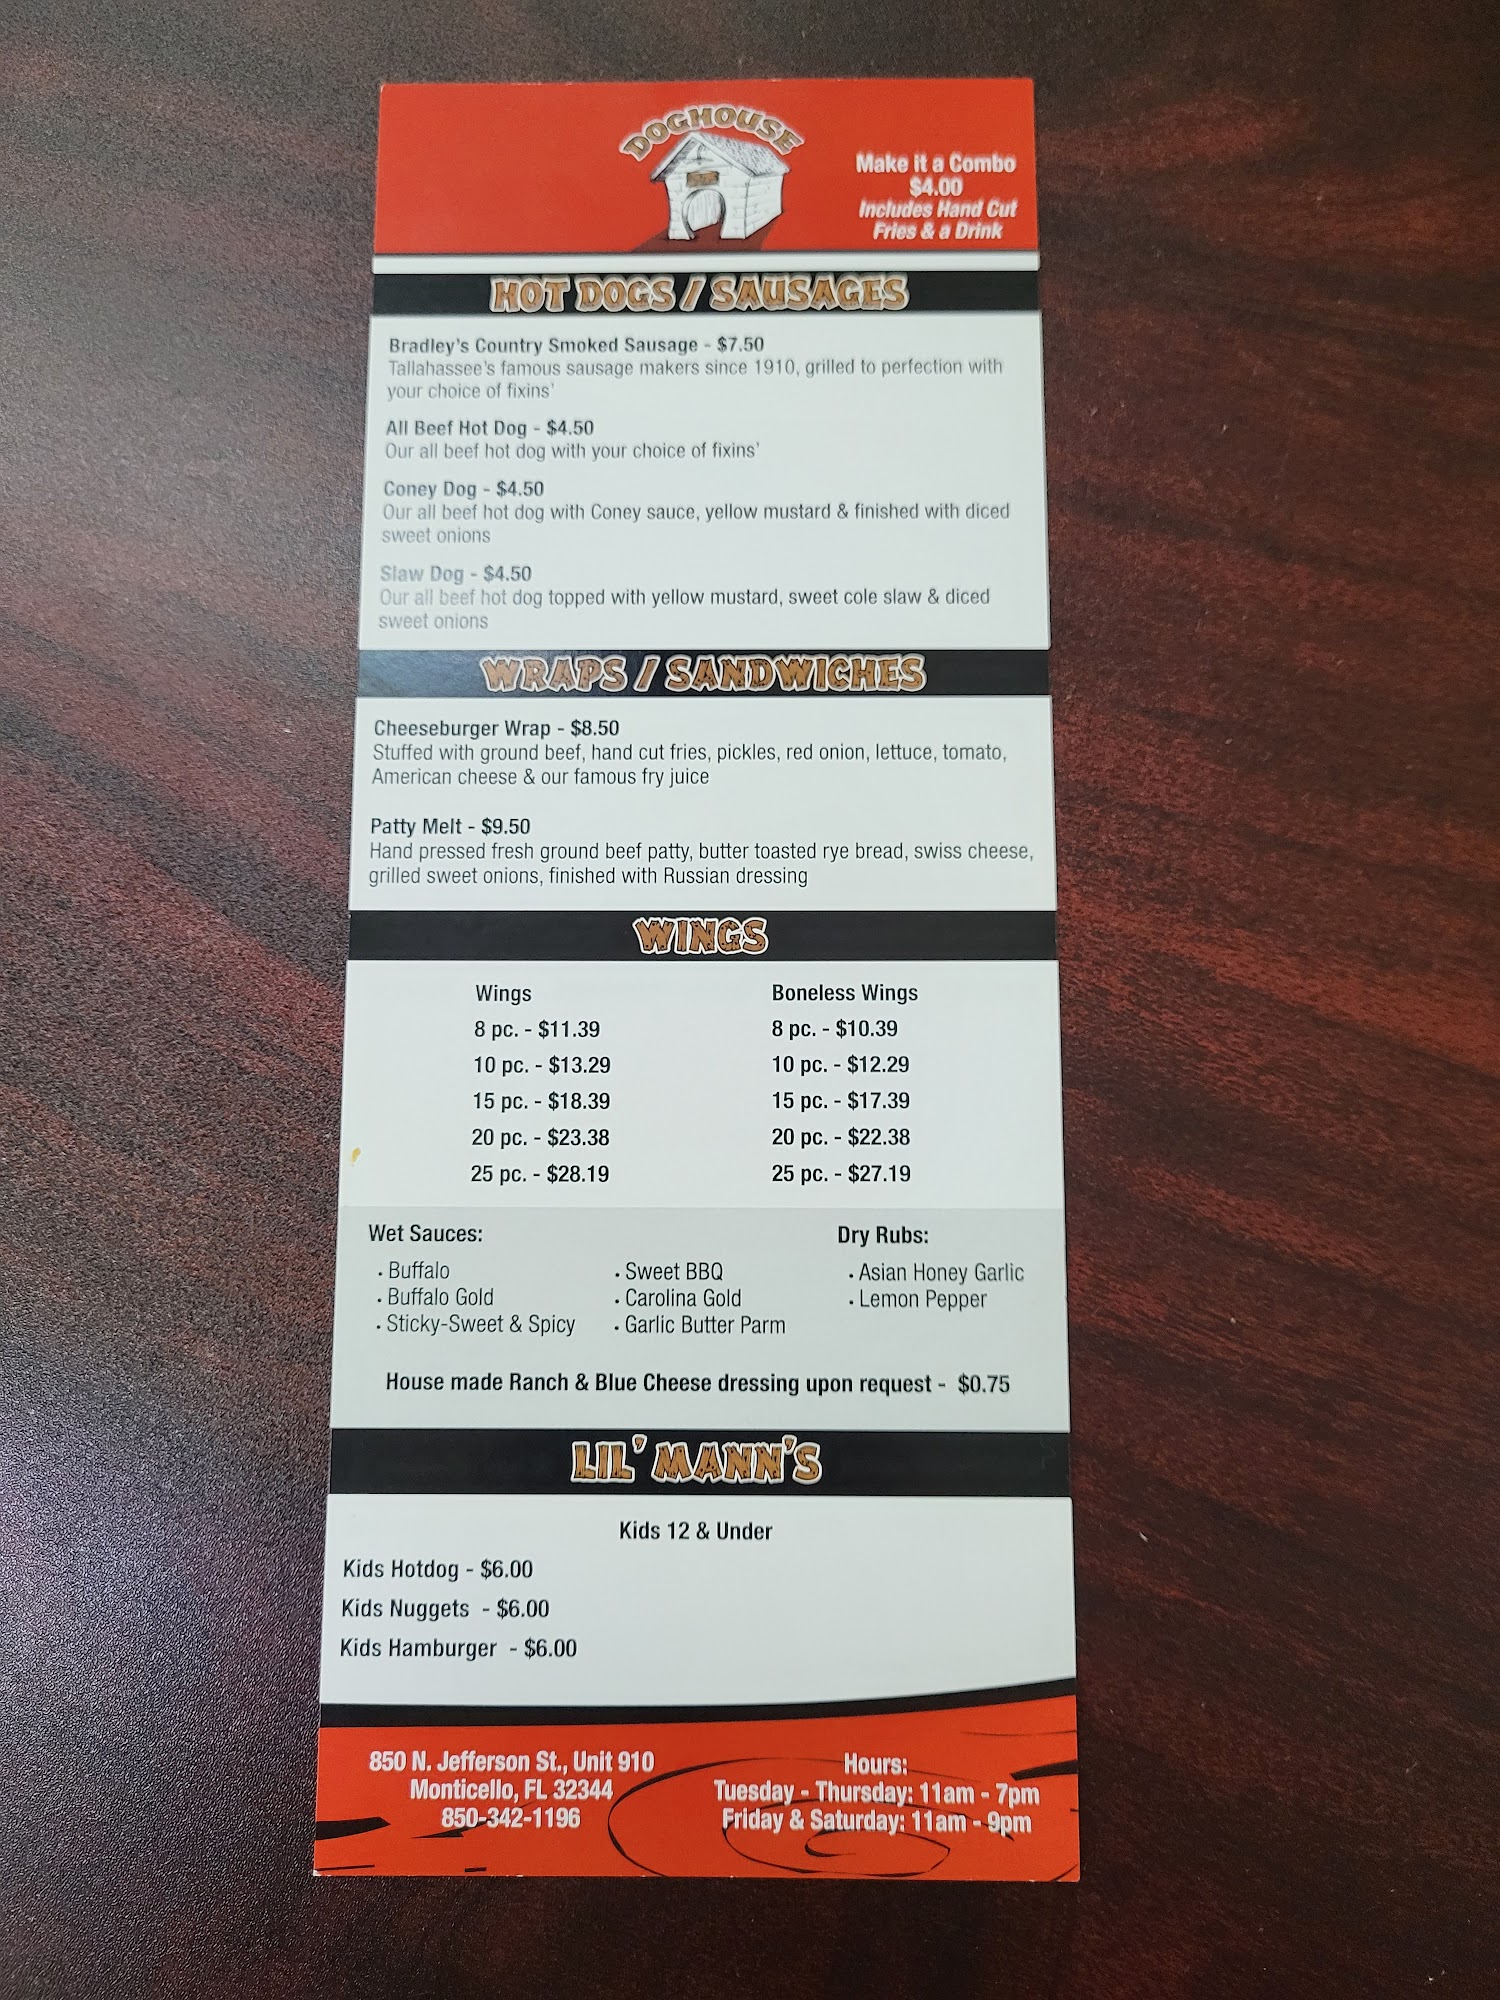 DOGHOUSE
Make it a Combo
$4.00
Includes Hand Cut
Fries & a Drink
HOT DOGS / SAUSAGES
Bradley's Country Smoked Sausage - $7.50
Tallahassee's famous sausage makers since 1910, grilled to perfection with
your choice of fixins'
All Beef Hot Dog - $4.50
Our all beef hot dog with your choice of fixins'
Coney Dog - $4.50
Our all beef hot dog with Coney sauce, yellow mustard & finished with diced
sweet onions
Slaw Dog - $4.50
Our all beef hot dog topped with yellow mustard, sweet cole slaw & diced
sweet onions
WRAPS / SANDWICHES
Cheeseburger Wrap - $8.50
Stuffed with ground beef, hand cut fries, pickles, red onion, lettuce, tomato,
American cheese & our famous fry juice
Patty Melt - $9.50
Hand pressed fresh ground beef patty, butter toasted rye bread, swiss cheese,
grilled sweet onions, finished with Russian dressing
WINGS
Wings
8 pc. - $11.39
10 pc. - $13.29
15 pc. - $18.39
20 pc. - $23.38
25 pc. - $28.19
Boneless Wings
8 pc. - $10.39
10 pc. - $12.29
15 pc. - $17.39
20 pc. - $22.38
25 pc. - $27.19
Wet Sauces:
• Buffalo
• Buffalo Gold
• Sticky-Sweet & Spicy
• Sweet BBQ
• Carolina Gold
• Garlic Butter Parm
Dry Rubs:
• Asian Honey Garlic
• Lemon Pepper
House made Ranch & Blue Cheese dressing upon request - $0.75
LIL' MANN'S
Kids 12 & Under
Kids Hotdog - $6.00
Kids Nuggets - $6.00
Kids Hamburger - $6.00
850 N. Jefferson St., Unit 910
Monticello, FL 32344
850-342-1196
Hours:
Tuesday - Thursday: 11am - 7pm
Friday & Saturday: 11am - 9pm